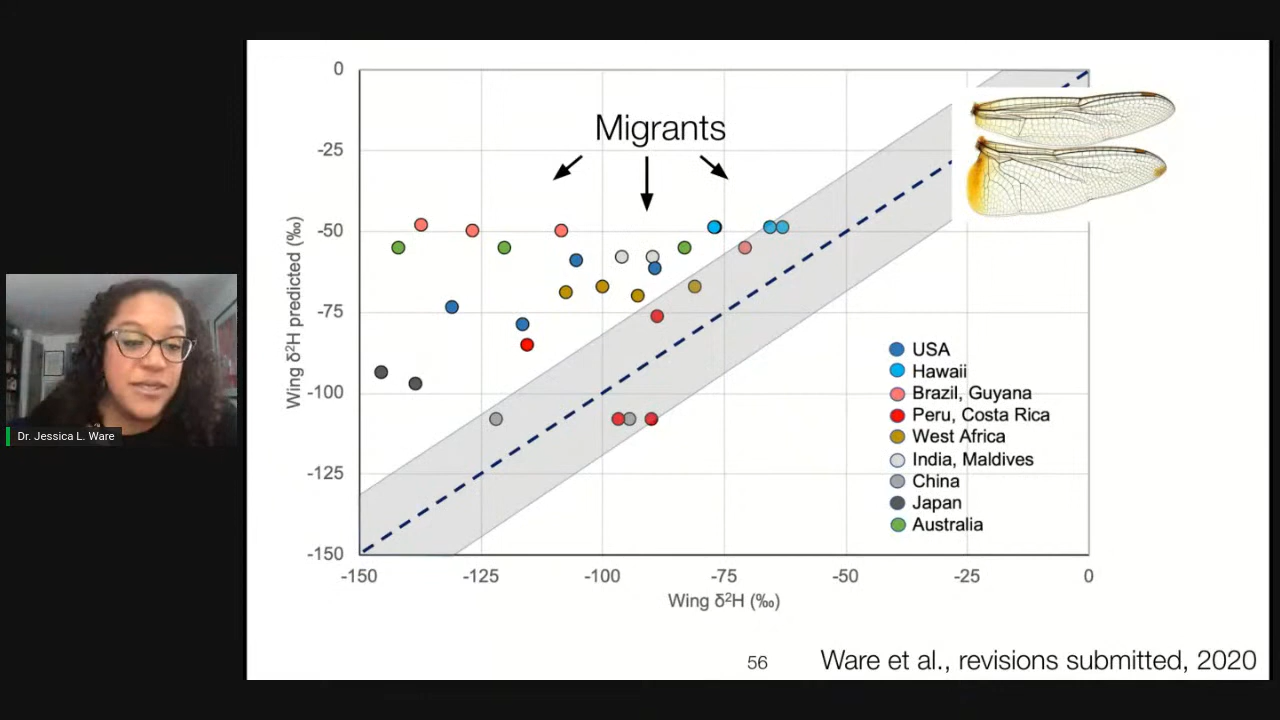 Migrants
0
-25
-50
-75
-100
-125
-150
Wing δ²H predicted (‰)
-150
-125
-100
-75
-50
-25
0
Wing δ²H (‰)
USA
Hawaii
Brazil, Guyana
Peru, Costa Rica
West Africa
India, Maldives
China
Japan
Australia
Dr. Jessica L. Ware
56
Ware et al., revisions submitted, 2020